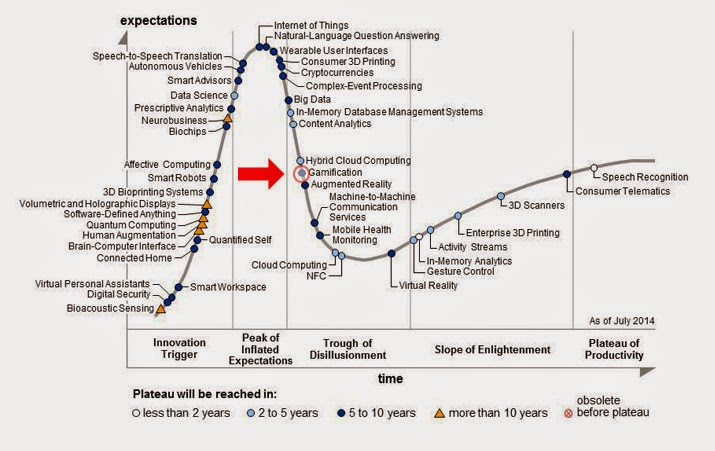 expectations
Internet of Things
Natural-Language Question Answering
Wearable User Interfaces
Consumer 3D Printing
Cryptocurrencies
Complex-Event Processing
Speech-to-Speech Translation
Autonomous Vehicles
Smart Advisors
Data Science
Prescriptive Analytics
Neurobusiness
Biochips
Big Data
In-Memory Database Management Systems
Content Analytics
Hybrid Cloud Computing
Gamification
Augmented Reality
Machine-to-Machine
Communication
Services
Mobile Health
Monitoring
Affective Computing
Smart Robots
3D Bioprinting Systems
Volumetric and Holographic Displays
Software-Defined Anything
Quantum Computing
Human Augmentation
Brain-Computer Interface
Connected Home
Quantified Self
Virtual Personal Assistants
Digital Security
Bioacoustic Sensing
Smart Workspace
Cloud Computing
NFC
Virtual Reality
Gesture Control
In-Memory Analytics
Activity Streams
Enterprise 3D Printing
3D Scanners
Consumer Telematics
Speech Recognition
As of July 2014
Innovation
Trigger
Peak of
Inflated
Expectations
Trough of
Disillusionment
Slope of Enlightenment
Plateau of
Productivity
time
Plateau will be reached in:
less than 2 years
2 to 5 years
5 to 10 years
more than 10 years
obsolete
before plateau